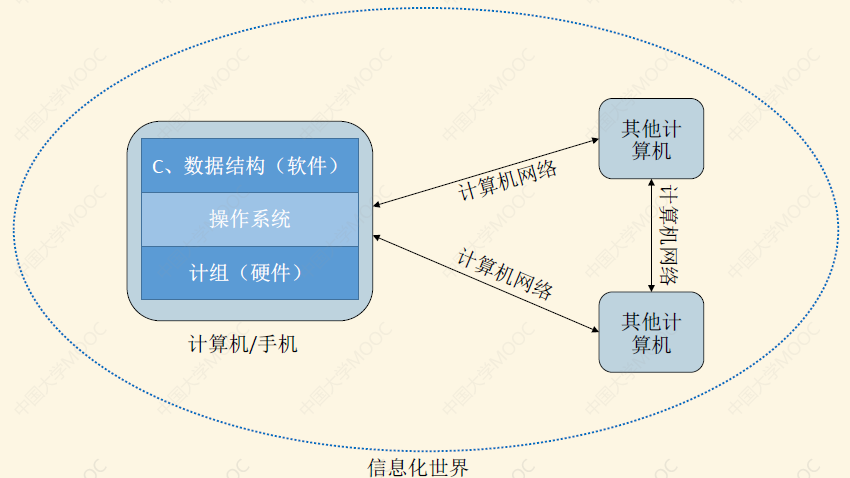 C、数据结构（软件）
操作系统
计组（硬件）
计算机/手机
计算机网络
计算机网络
其他计
算机
计算机网络
其他计
算机
信息化世界
中国大学MOOC